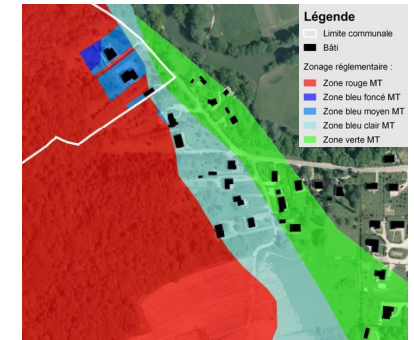 Légende
Limite communale
Bâti
Zonage réglementaire :
Zone rouge MT
Zone bleu foncé MT
Zone bleu moyen MT
Zone bleu clair MT
Zone verte MT